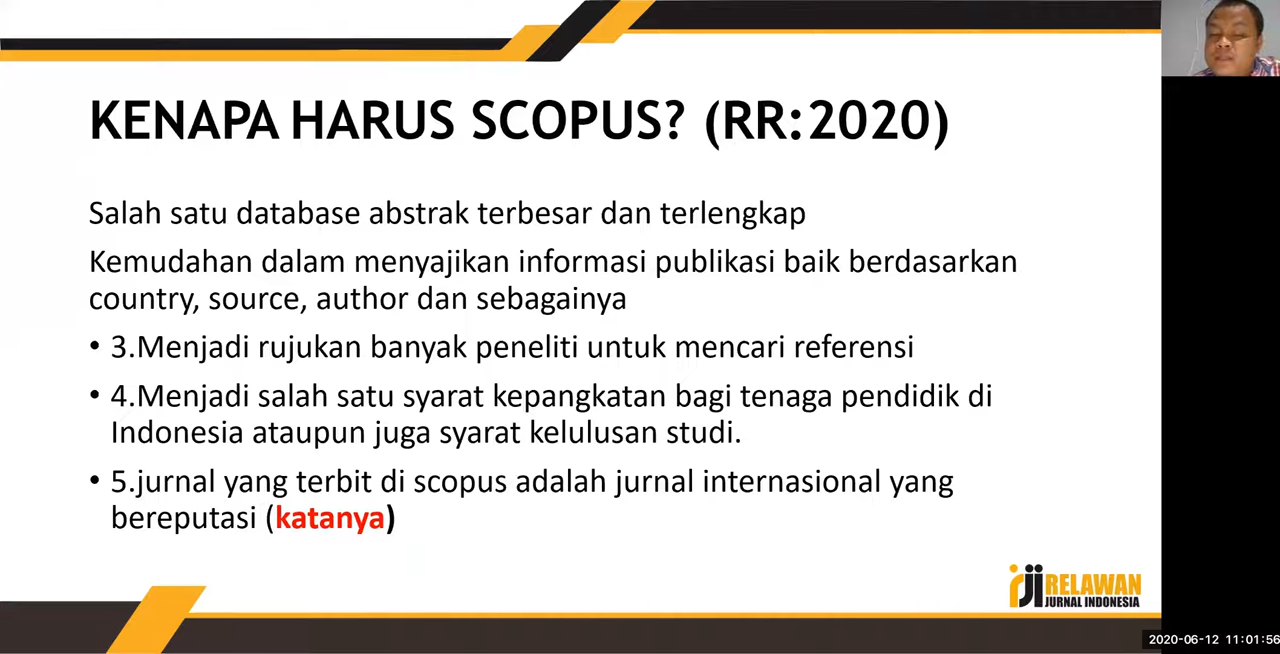 KENAPA HARUS SCOPUS? (RR:2020)
Salah satu database abstrak terbesar dan terlengkap
Kemudahan dalam menyajikan informasi publikasi baik berdasarkan
country, source, author dan sebagainya
• 3.Menjadi rujukan banyak peneliti untuk mencari referensi
• 4.Menjadi salah satu syarat kepangkatan bagi tenaga pendidik di
Indonesia ataupun juga syarat kelulusan studi.
• 5.jurnal yang terbit di scopus adalah jurnal internasional yang
bereputasi (katanya)
rji RELAWAN
JURNAL INDONESIA
2020-06-12 11:01:56